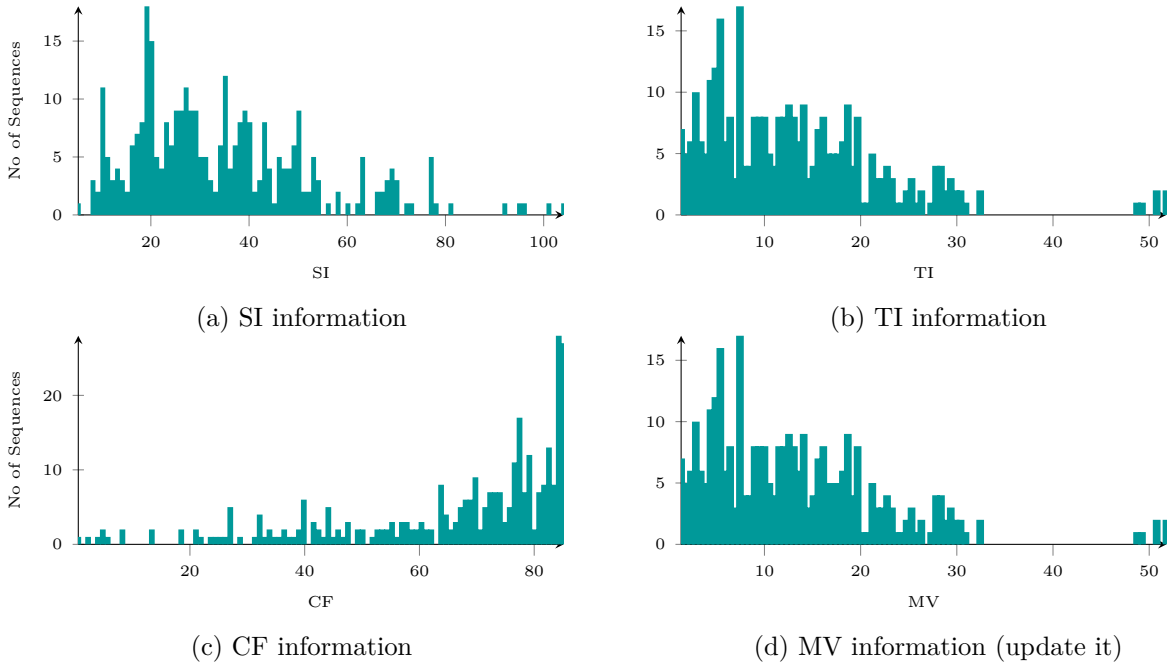 15
10
5
0
No of Sequences
20 40 60 80 100
SI
(a) SI information
15
10
5
0
10 20 30 40 50
TI
(b) TI information
20
10
0
No of Sequences
20 40 60 80
CF
(c) CF information
15
10
5
0
10 20 30 40 50
MV
(d) MV information (update it)